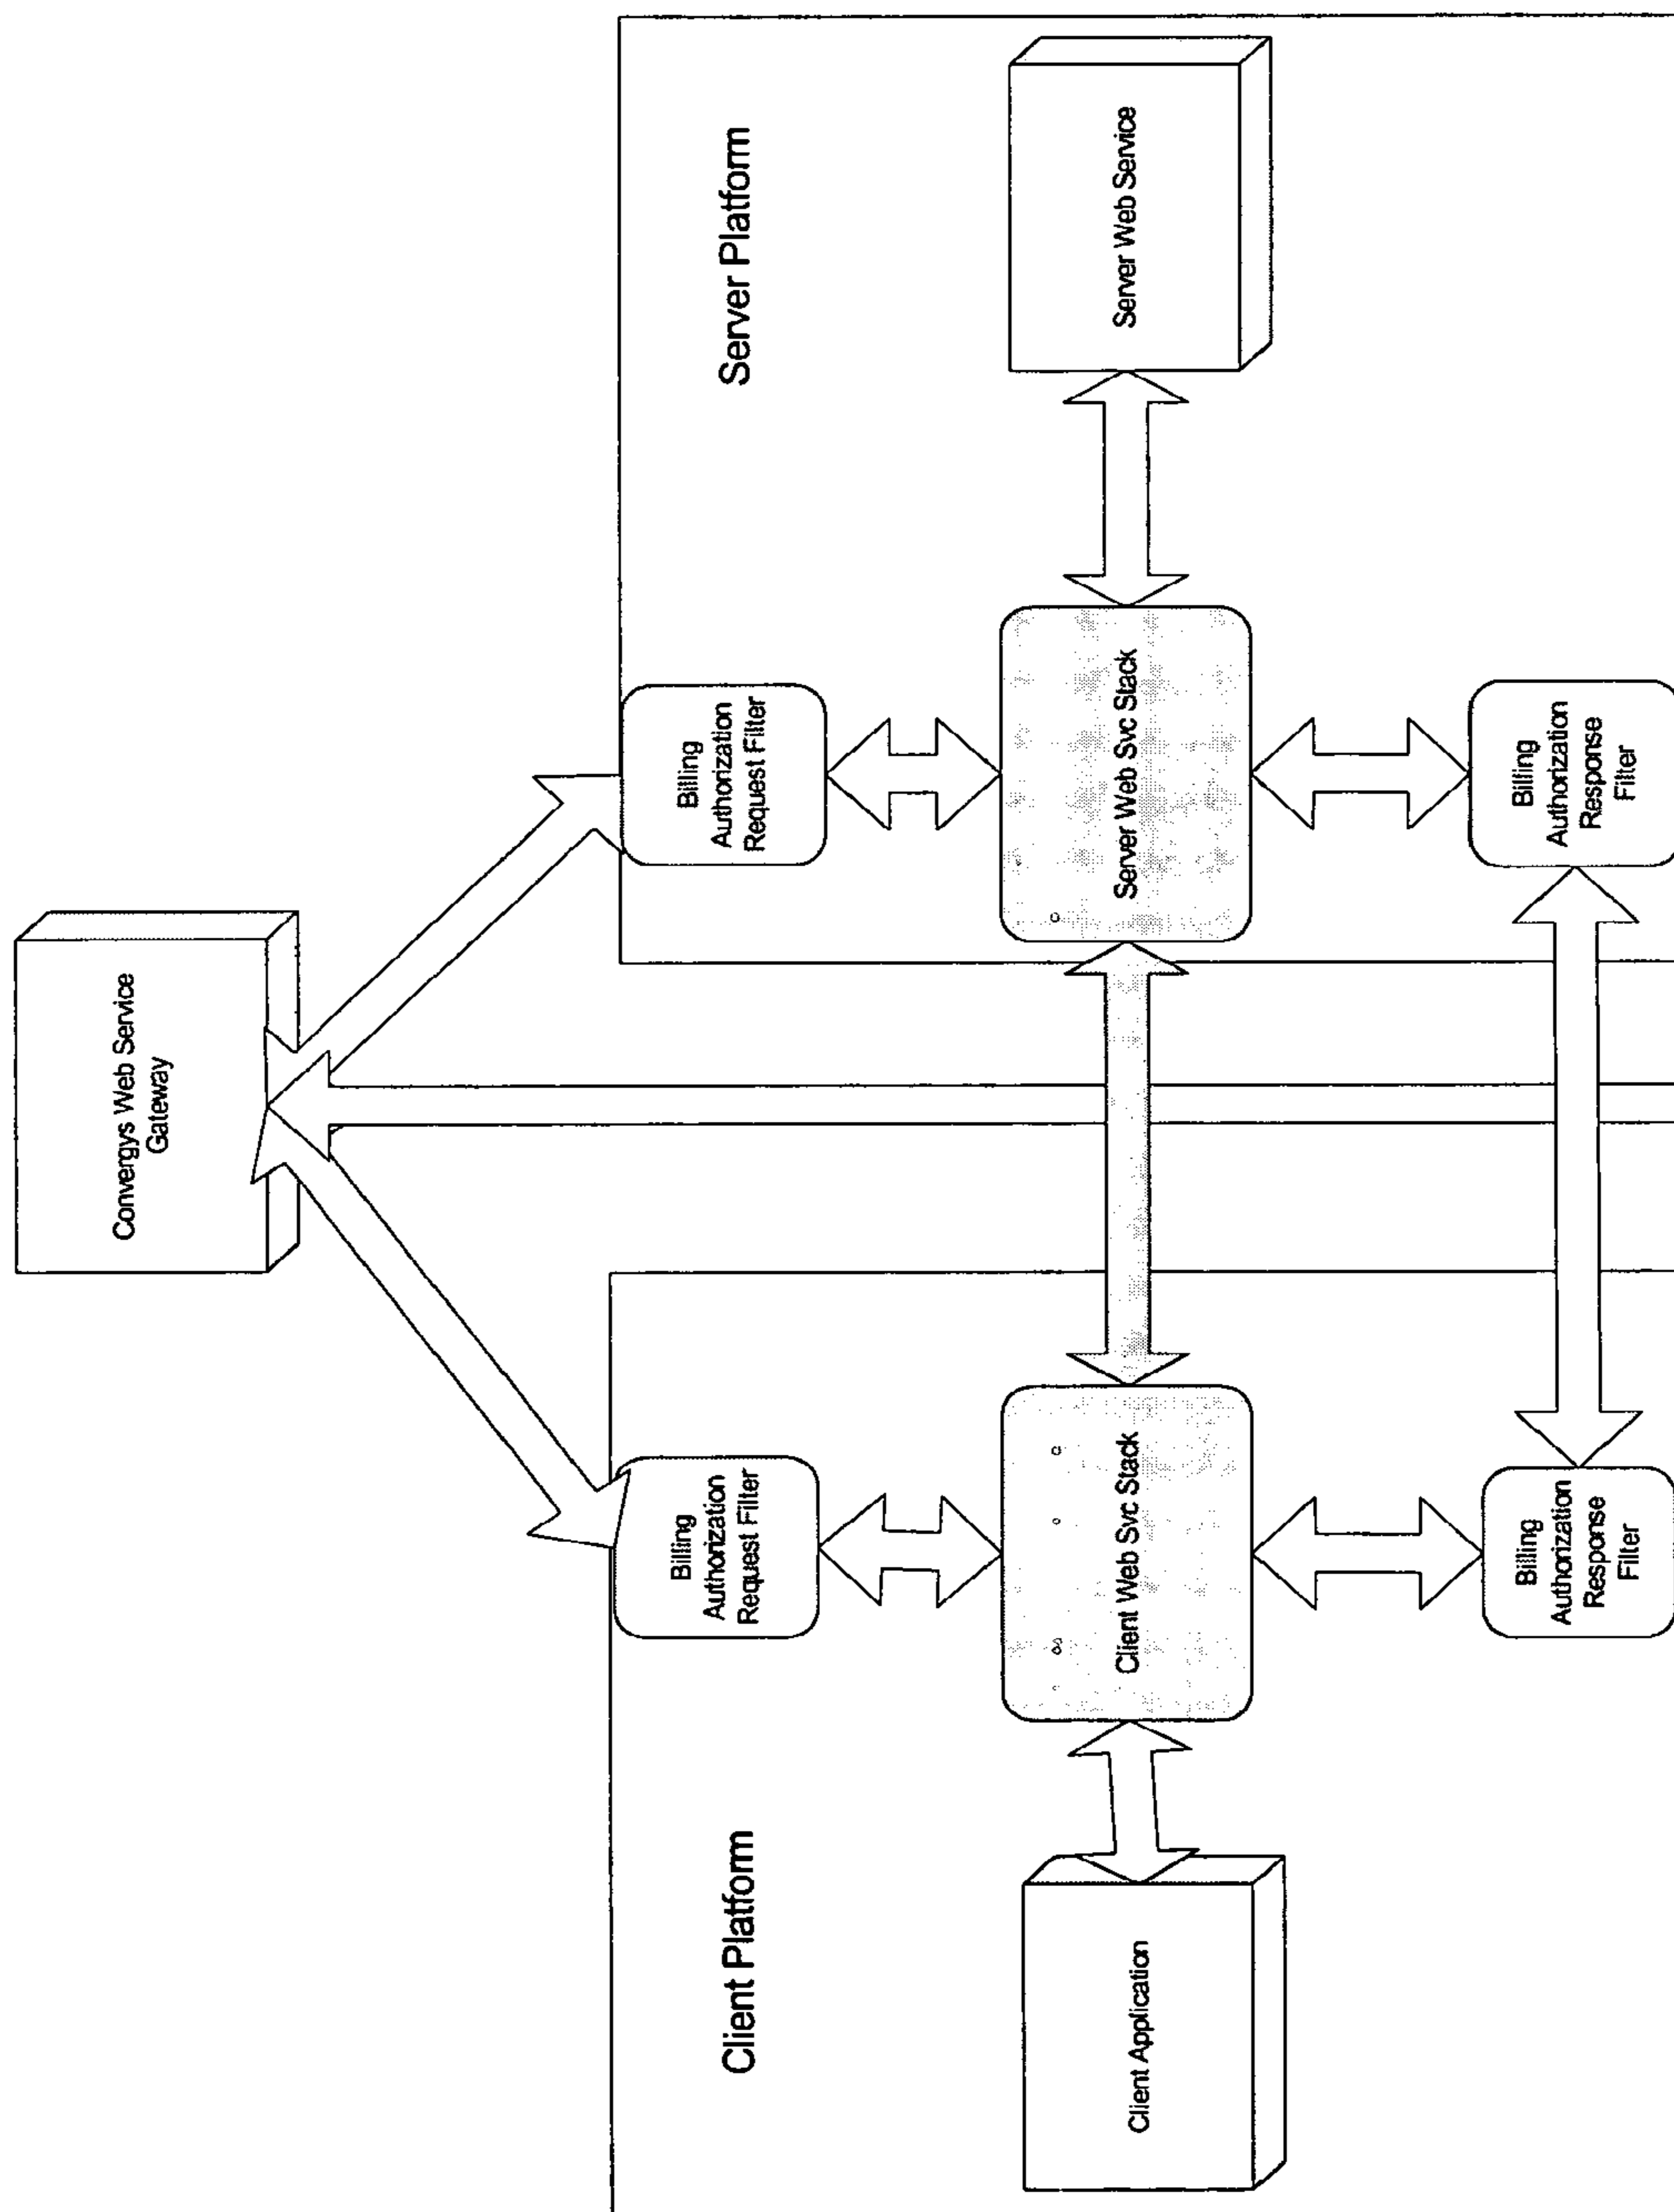 Convergys Web Service
Gateway
Client Platform
Server Platform
Billing
Authorization
Request Filter
Billing
Authorization
Request Filter
Client Application
Client Web Svc Stack
Server Web Svc Stack
Server Web Service
Billing
Authorization
Response
Filter
Billing
Authorization
Response
Filter